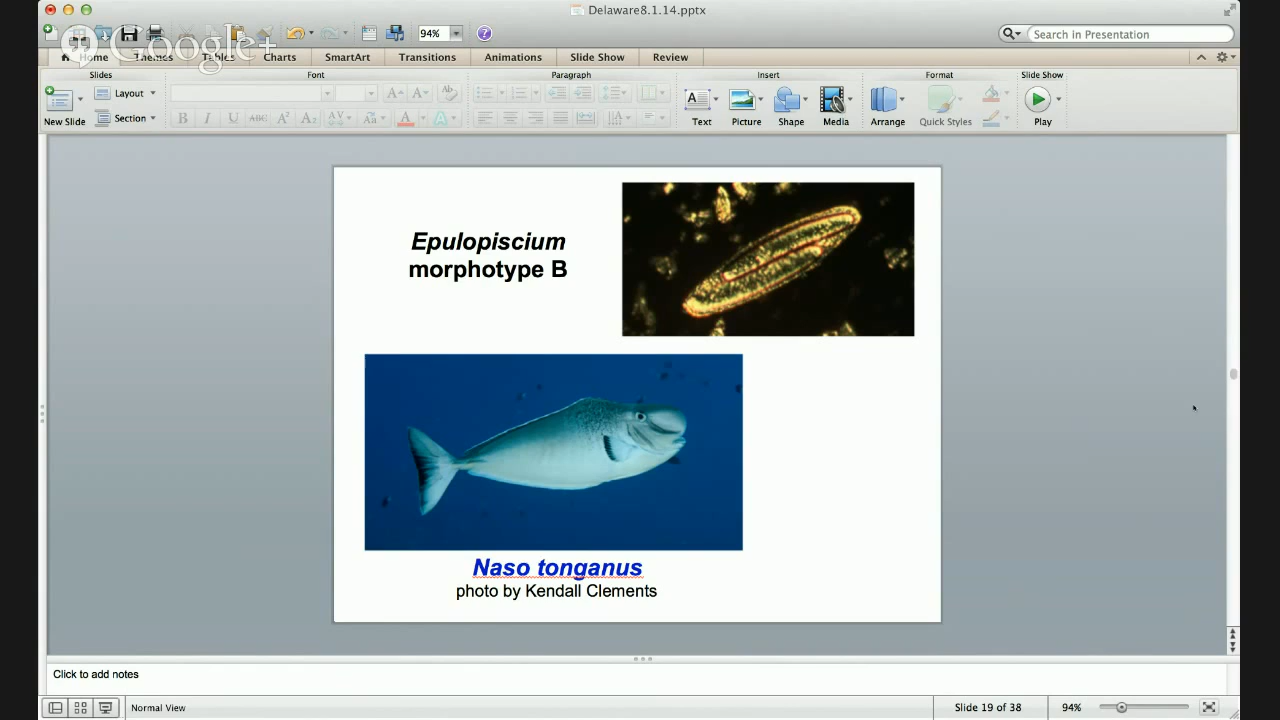 Delaware8.1.14.pptx
94%
Search in Presentation
Google+
Home
Themes
Tables
Charts
SmartArt
Transitions
Animations
Slide Show
Review
Slides
Font
Paragraph
Insert
Format
Slide Show
New Slide
Layout
Section
Text
Picture
Shape
Media
Arrange
Quick Styles
Play
Epulopiscium
morphotype B
Naso tonganus
photo by Kendall Clements
Click to add notes
Normal View
Slide 19 of 38
94%